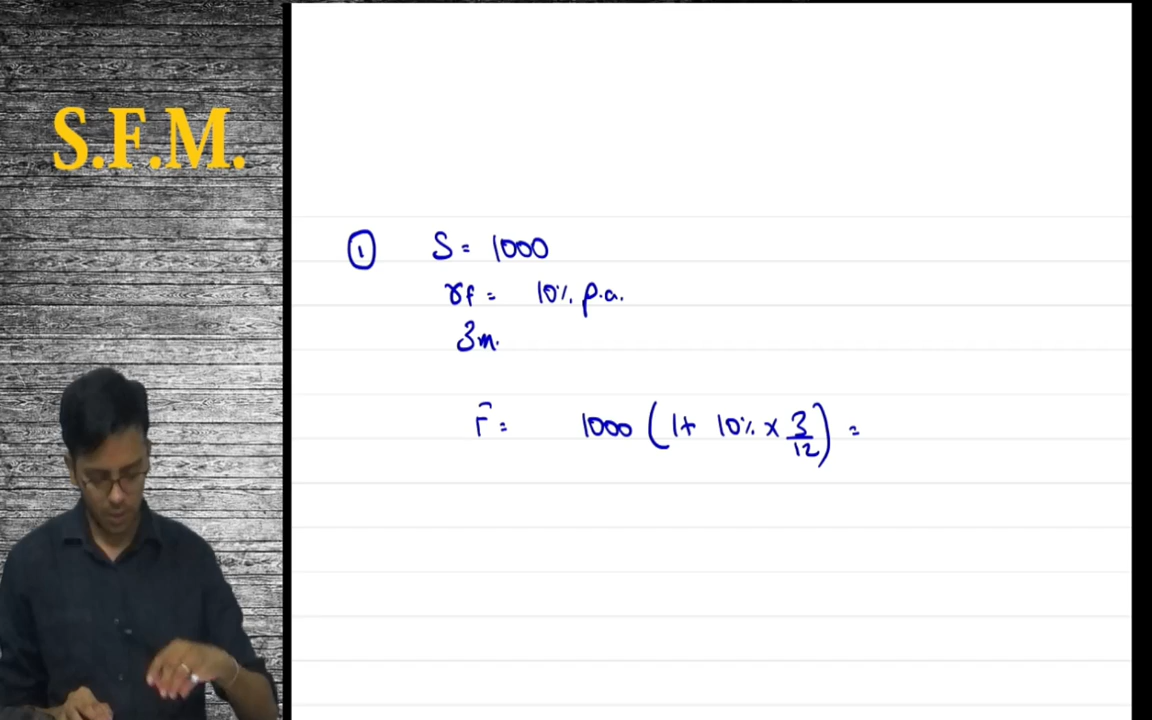 S.F.M.
① S = 1000
rf = 10% p.a.
3m.
F = 1000 (1 + 10% × 3/12) =